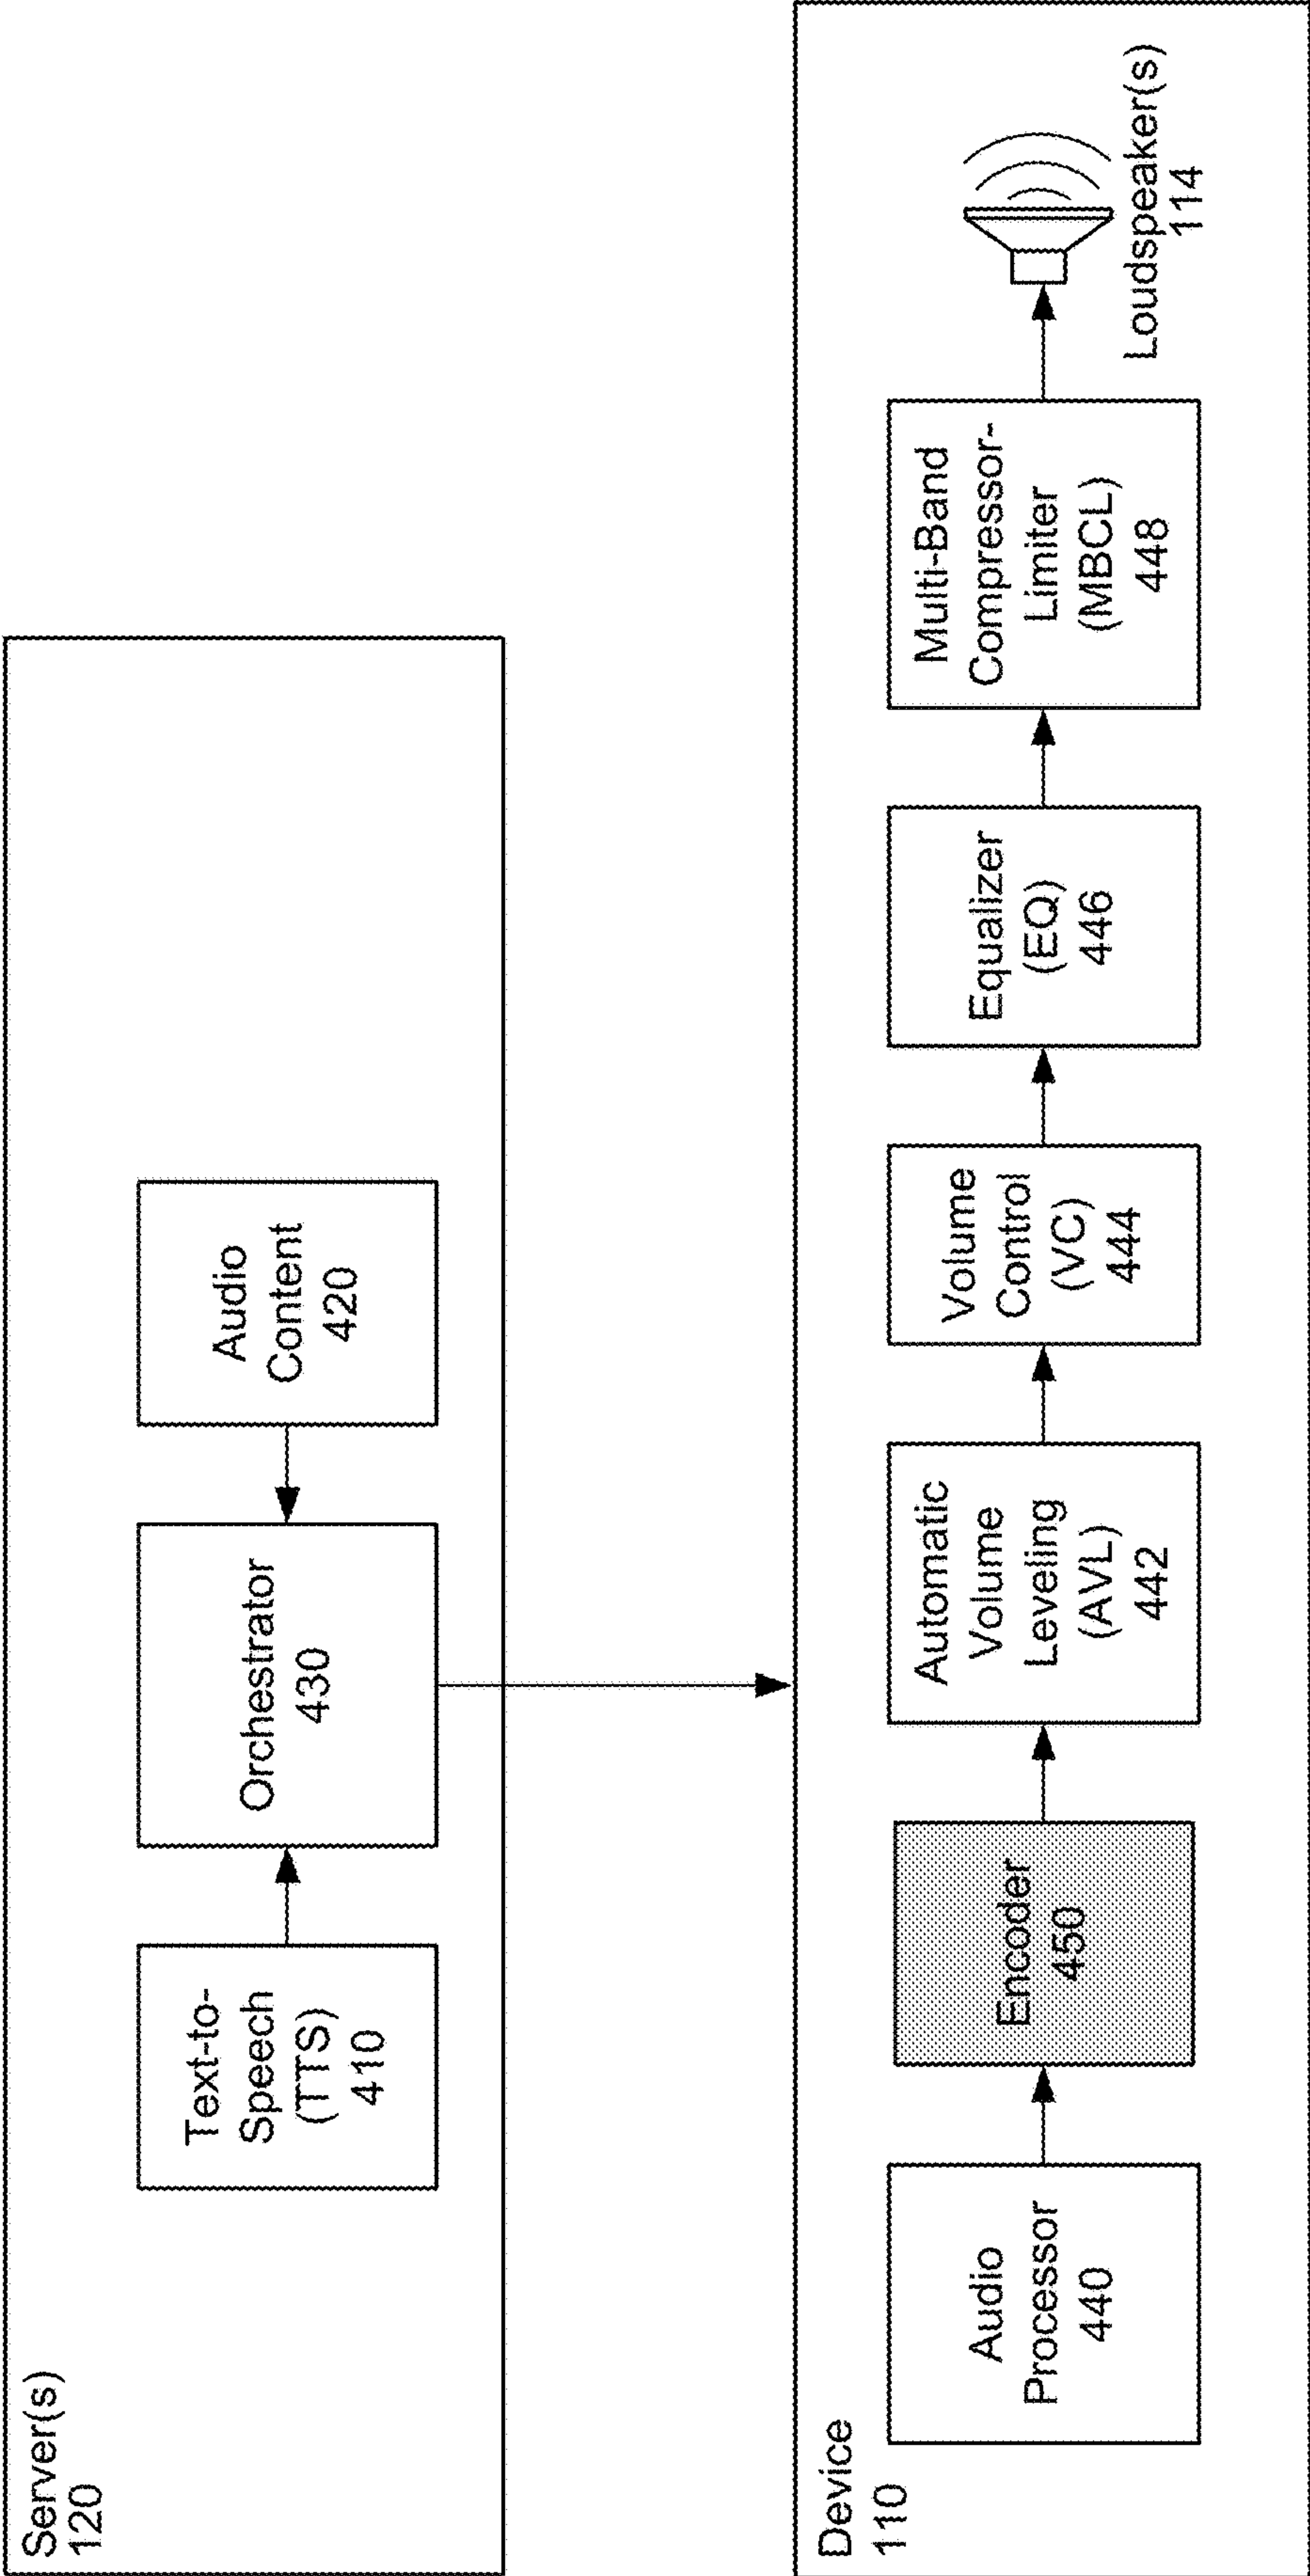 Server(s)
120
Text-to-
Speech
(TTS)
410
Orchestrator
430
Audio
Content
420
Device
110
Audio
Processor
440
Encoder
450
Automatic
Volume
Leveling
(AVL)
442
Volume
Control
(VC)
444
Equalizer
(EQ)
446
Multi-Band
Compressor-
Limiter
(MBCL)
448
Loudspeaker(s)
114